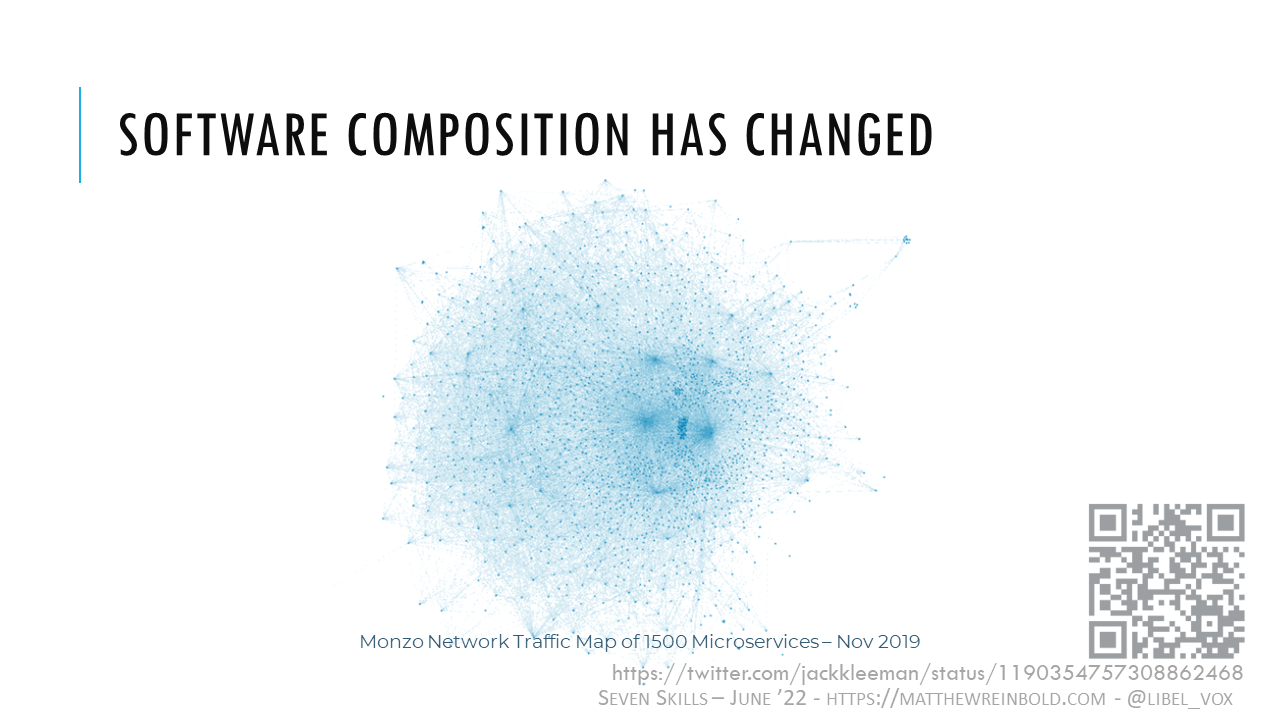 SOFTWARE COMPOSITION HAS CHANGED
Monzo Network Traffic Map of 1500 Microservices – Nov 2019
https://twitter.com/jackkleeman/status/1190354757308862468
SEVEN SKILLS – JUNE ’22 - HTTPS://MATTHEWREINBOLD.COM - @LIBEL_VOX